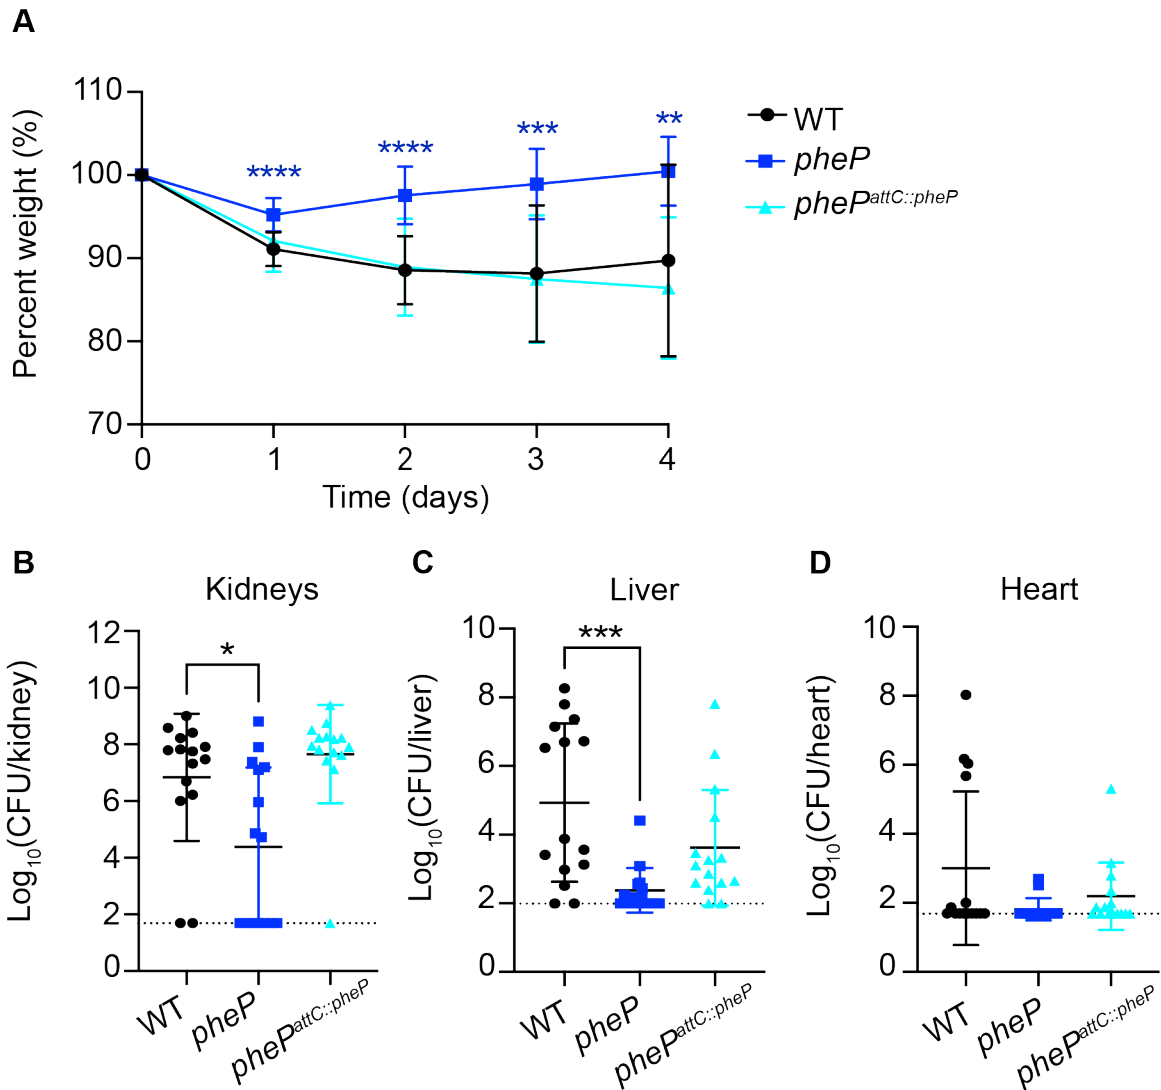 A
Percent weight (%)
110
100
90
80
70
0 1 2 3 4
Time (days)
**** **** *** **
WT
pheP
phePattC::pheP
B
Kidneys
Log10(CFU/kidney)
12
10
8
6
4
2
0
*
WT pheP phePattC::pheP
C
Liver
Log10(CFU/liver)
10
8
6
4
2
0
***
WT pheP phePattC::pheP
D
Heart
Log10(CFU/heart)
10
8
6
4
2
0
WT pheP phePattC::pheP